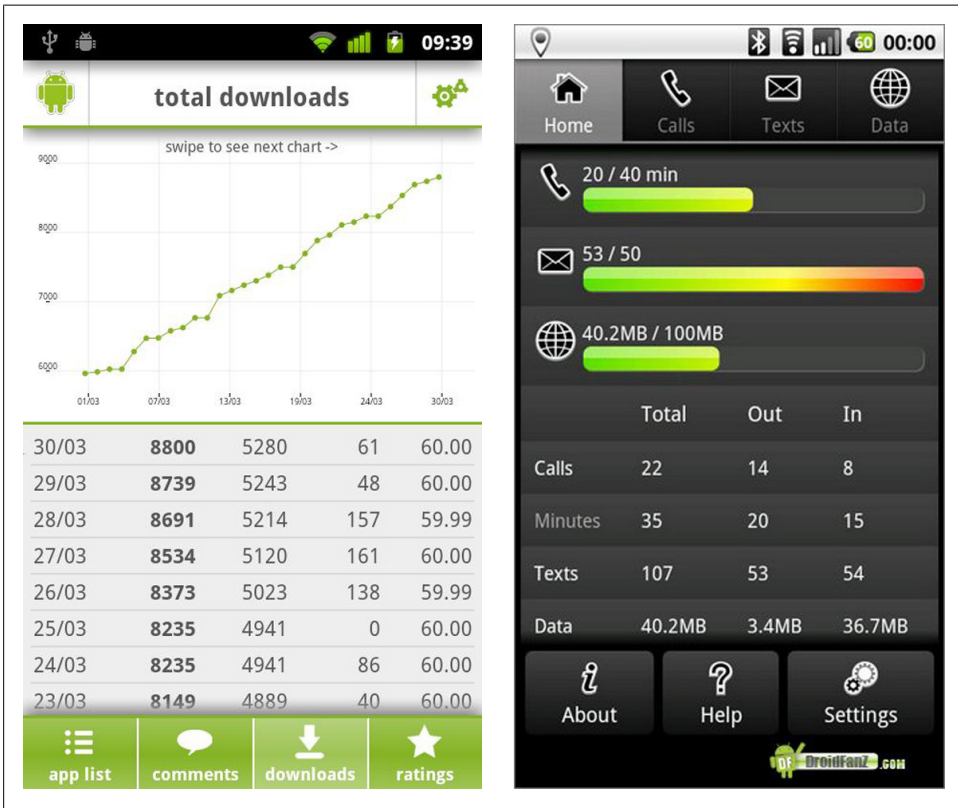 09:39
total downloads
swipe to see next chart ->
9000
8000
7000
6000
01/03 07/03 13/03 19/03 24/03 30/03
30/03 8800 5280 61 60.00
29/03 8739 5243 48 60.00
28/03 8691 5214 157 59.99
27/03 8534 5120 161 60.00
26/03 8373 5023 138 59.99
25/03 8235 4941 0 60.00
24/03 8235 4941 86 60.00
23/03 8149 4889 40 60.00
app list comments downloads ratings
60 00:00
Home Calls Texts Data
20 / 40 min
53 / 50
40.2MB / 100MB
Total Out In
Calls 22 14 8
Minutes 35 20 15
Texts 107 53 54
Data 40.2MB 3.4MB 36.7MB
About Help Settings
DF DroidFanZ.com